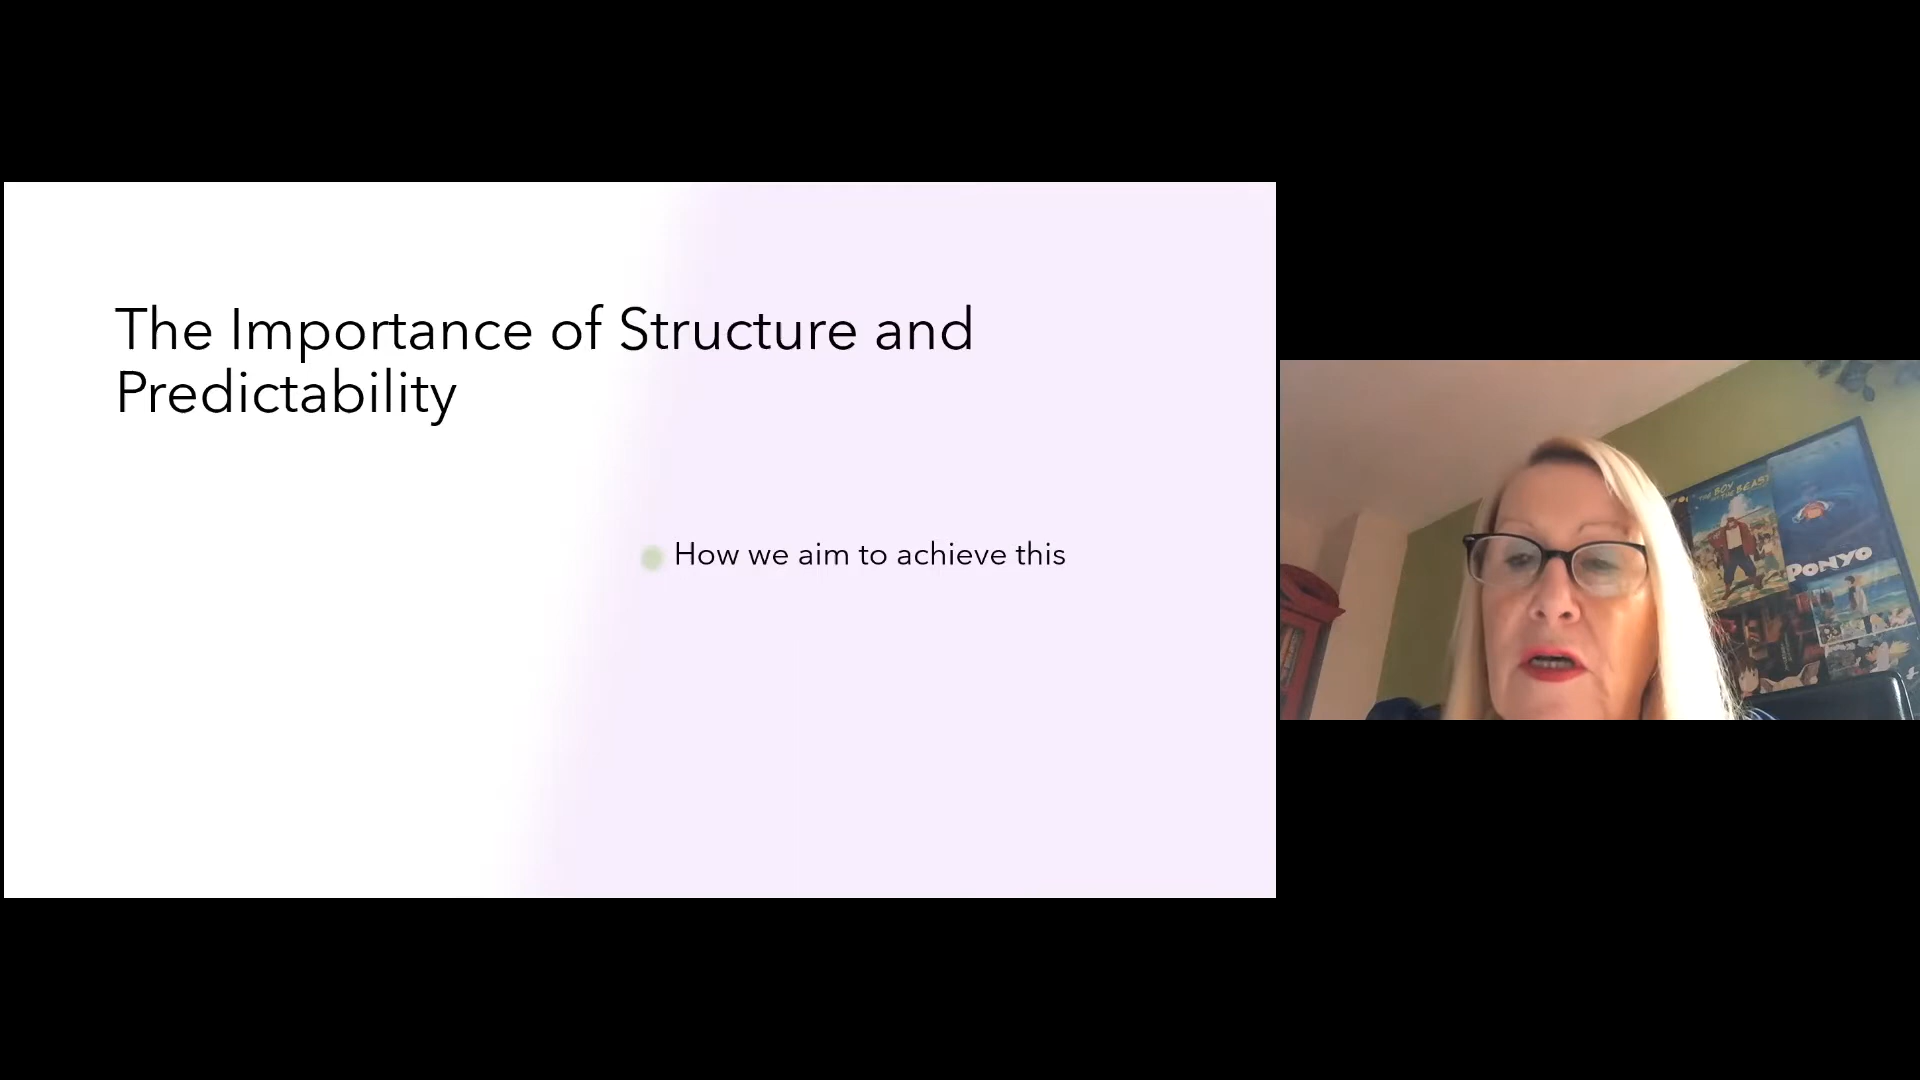 The Importance of Structure and
Predictability
How we aim to achieve this
THE BOY
AND THE BEAST
PONYO